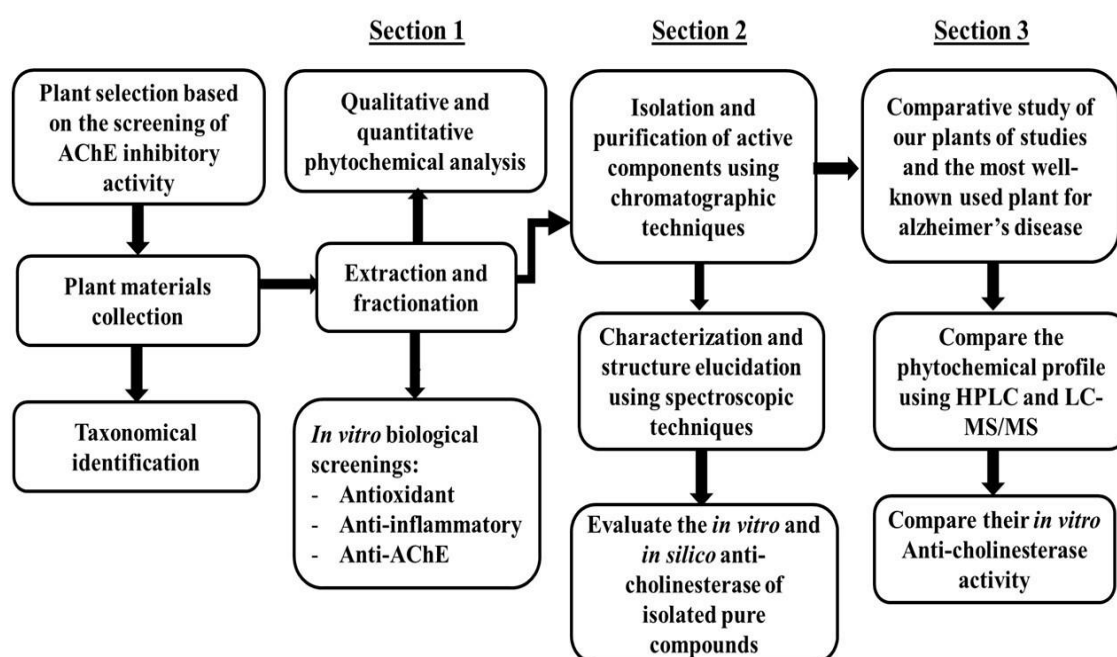 Section 1
Section 2
Section 3
Plant selection based
on the screening of
AChE inhibitory
activity
Plant materials
collection
Taxonomical
identification
Qualitative and
quantitative
phytochemical analysis
Extraction and
fractionation
In vitro biological
screenings:
- Antioxidant
- Anti-inflammatory
- Anti-AChE
Isolation and
purification of active
components using
chromatographic
techniques
Characterization and
structure elucidation
using spectroscopic
techniques
Evaluate the in vitro and
in silico anti-
cholinesterase of
isolated pure
compounds
Comparative study of
our plants of studies
and the most well-
known used plant for
alzheimer's disease
Compare the
phytochemical profile
using HPLC and LC-
MS/MS
Compare their in vitro
Anti-cholinesterase
activity